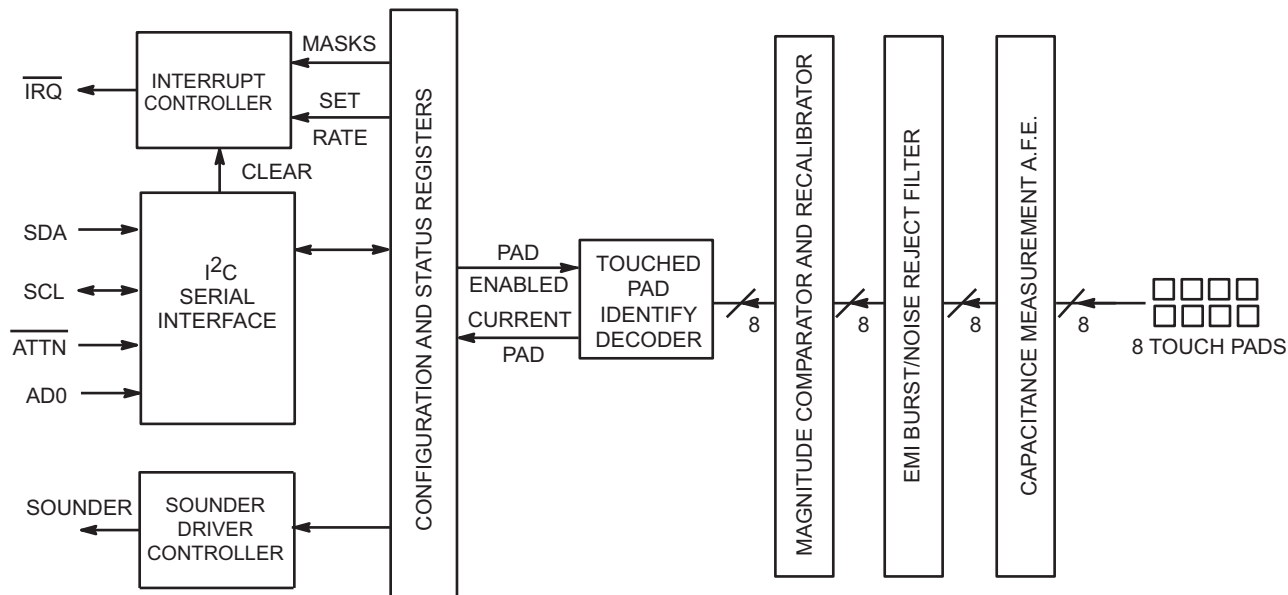 MASKS
INTERRUPT
CONTROLLER
IRQ
SET
RATE
CLEAR
SDA
SCL
ATTN
AD0
I²C
SERIAL
INTERFACE
SOUNDER
SOUNDER
DRIVER
CONTROLLER
CONFIGURATION AND STATUS REGISTERS
PAD
ENABLED
CURRENT
PAD
TOUCHED
PAD
IDENTIFY
DECODER
8
MAGNITUDE COMPARATOR AND RECALIBRATOR
8
EMI BURST/NOISE REJECT FILTER
8
CAPACITANCE MEASUREMENT A.F.E.
8
8 TOUCH PADS